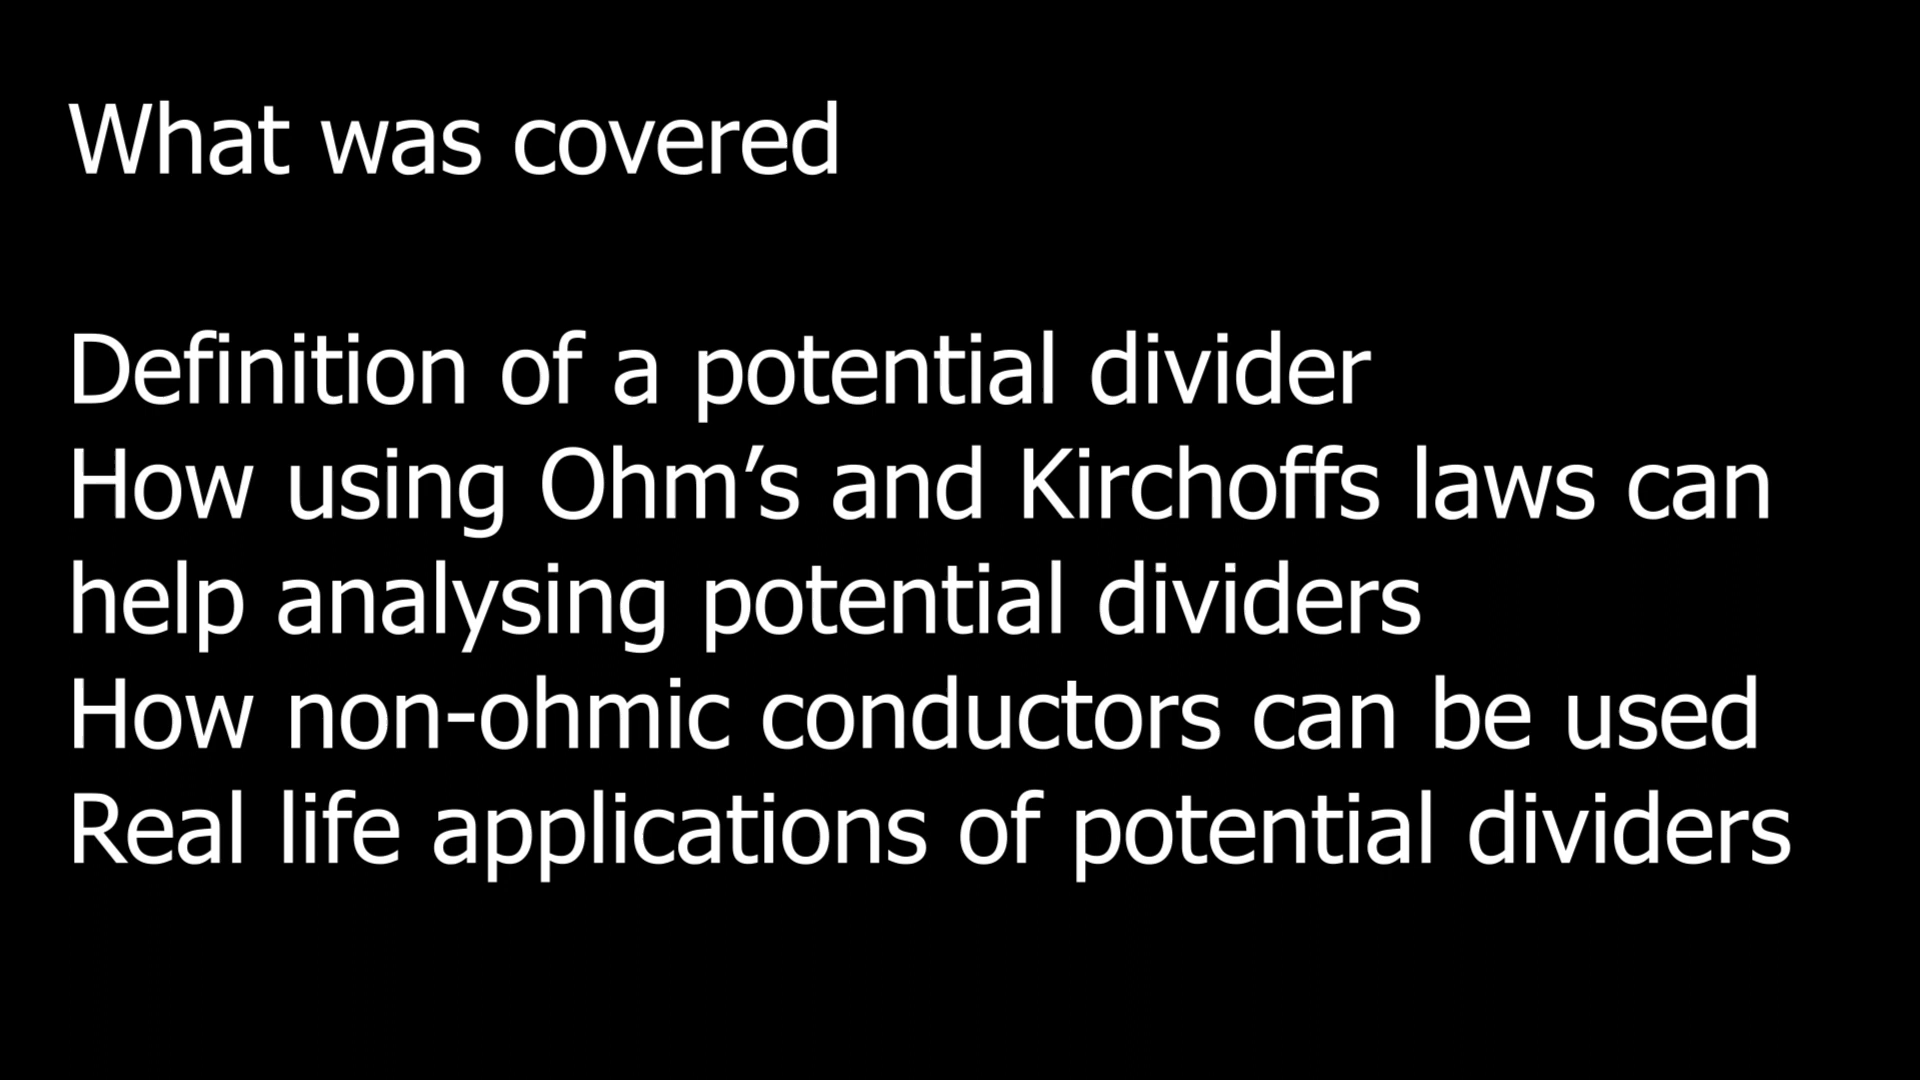 What was covered
Definition of a potential divider
How using Ohm’s and Kirchoffs laws can
help analysing potential dividers
How non-ohmic conductors can be used
Real life applications of potential dividers